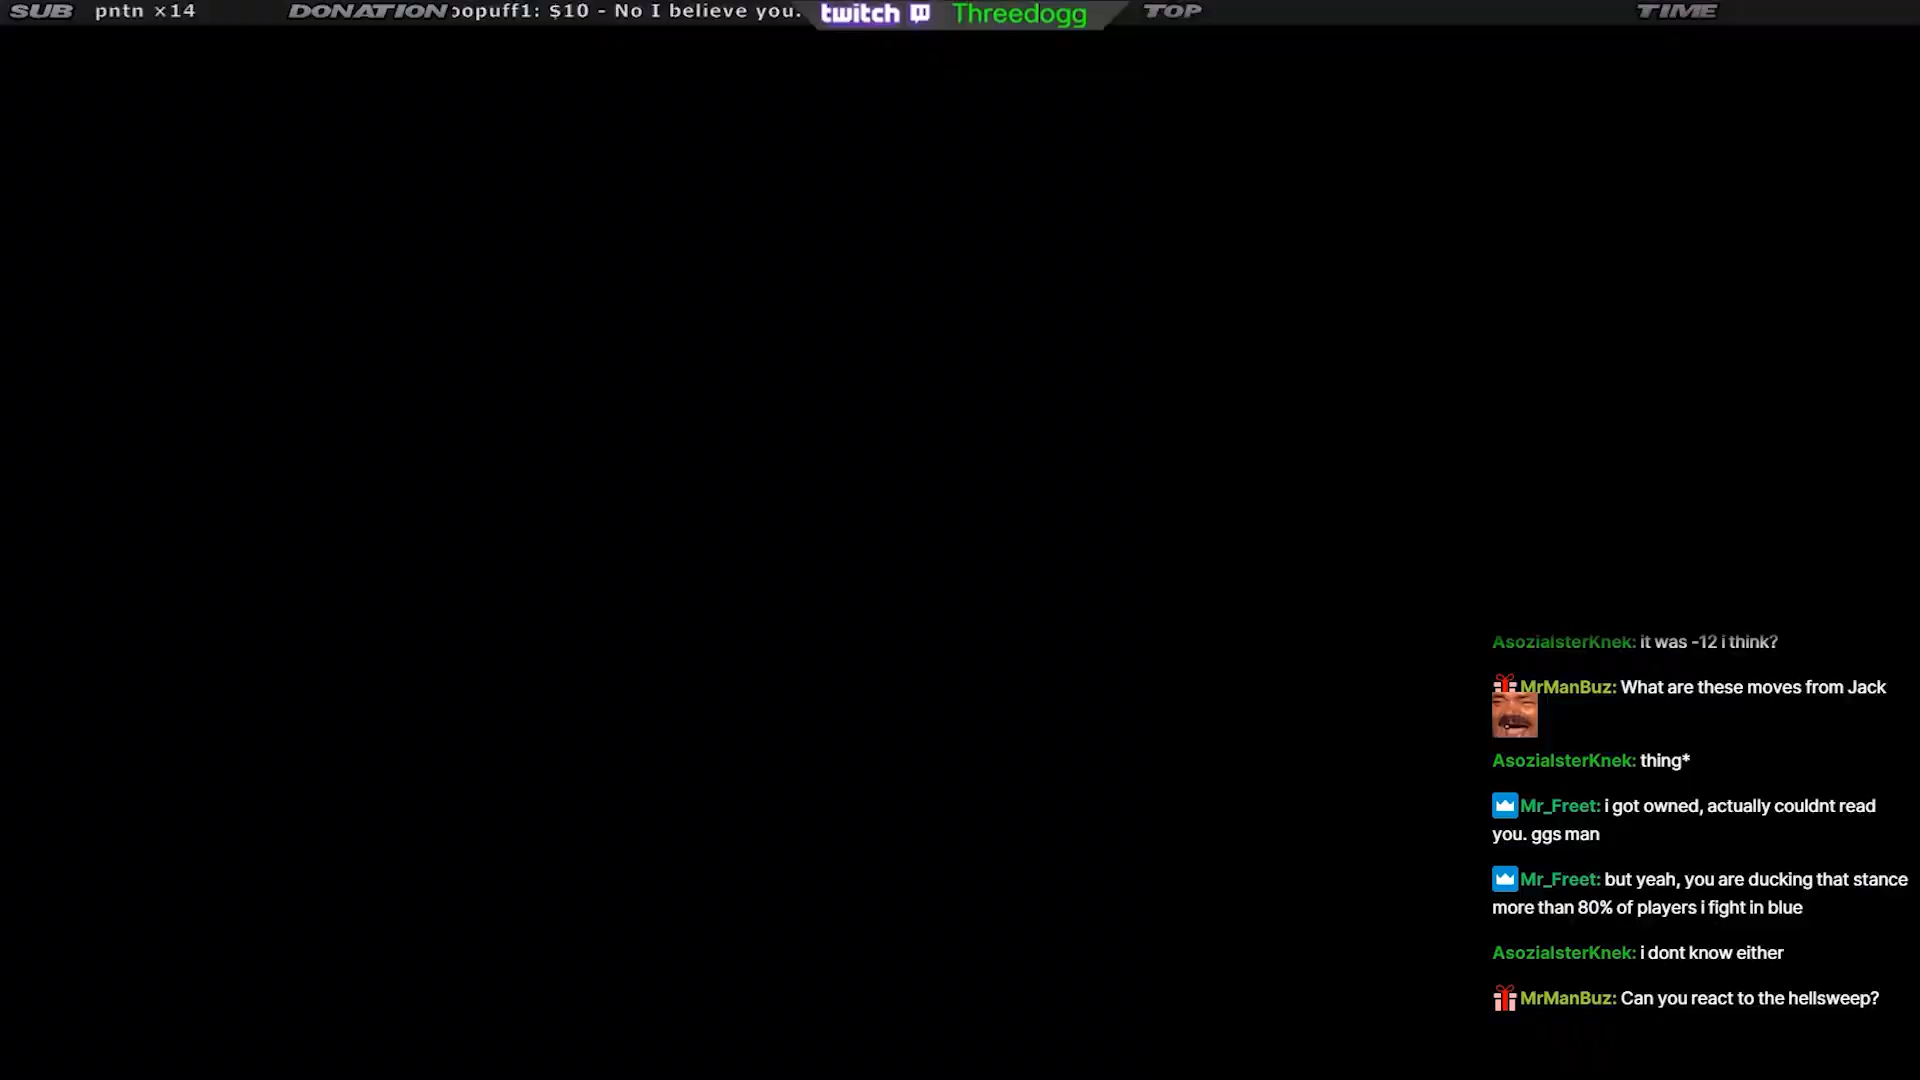 SUB pntn ×14 DONATION oopuff1: $10 - No I believe you. twitch Threedogg TOP TIME
AsozialsterKnek: it was -12 i think?
MrManBuz: What are these moves from Jack
AsozialsterKnek: thing*
Mr_Freet: i got owned, actually couldnt read
you. ggs man
Mr_Freet: but yeah, you are ducking that stance
more than 80% of players i fight in blue
AsozialsterKnek: i dont know either
MrManBuz: Can you react to the hellsweep?